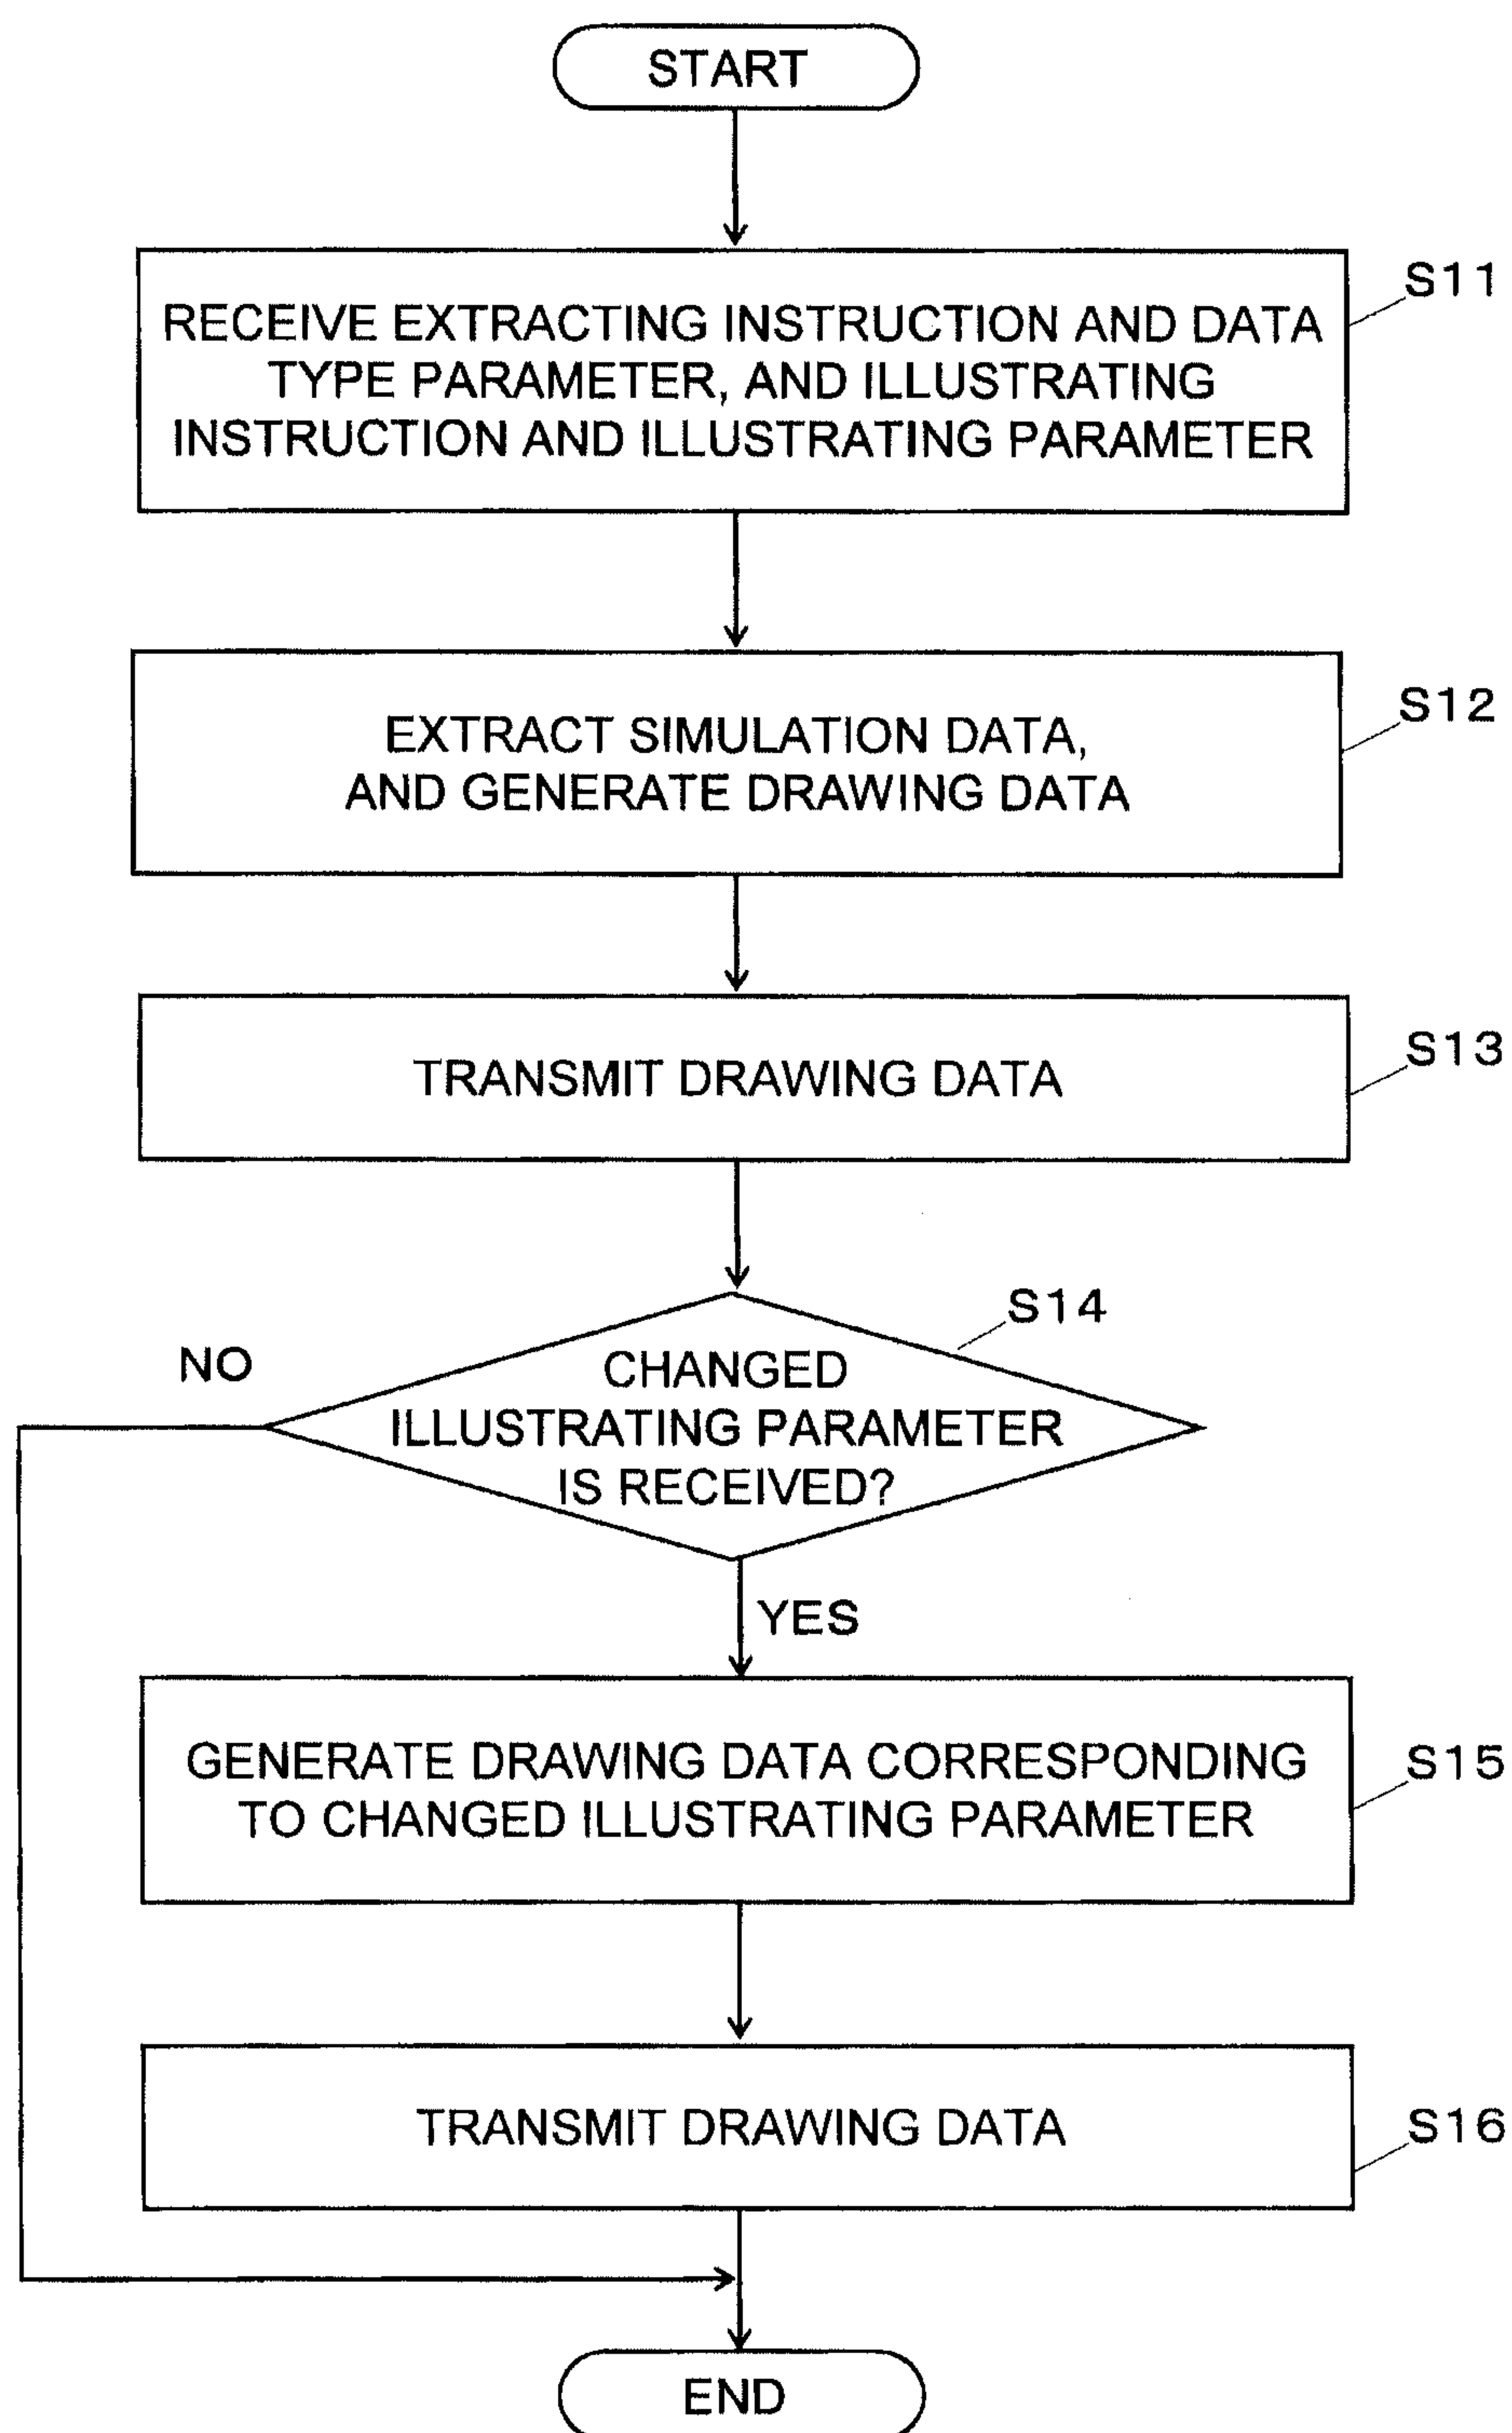 START
S11
RECEIVE EXTRACTING INSTRUCTION AND DATA
TYPE PARAMETER, AND ILLUSTRATING
INSTRUCTION AND ILLUSTRATING PARAMETER
S12
EXTRACT SIMULATION DATA,
AND GENERATE DRAWING DATA
S13
TRANSMIT DRAWING DATA
S14
NO
CHANGED
ILLUSTRATING PARAMETER
IS RECEIVED?
YES
GENERATE DRAWING DATA CORRESPONDING
S15
TO CHANGED ILLUSTRATING PARAMETER
TRANSMIT DRAWING DATA
S16
END